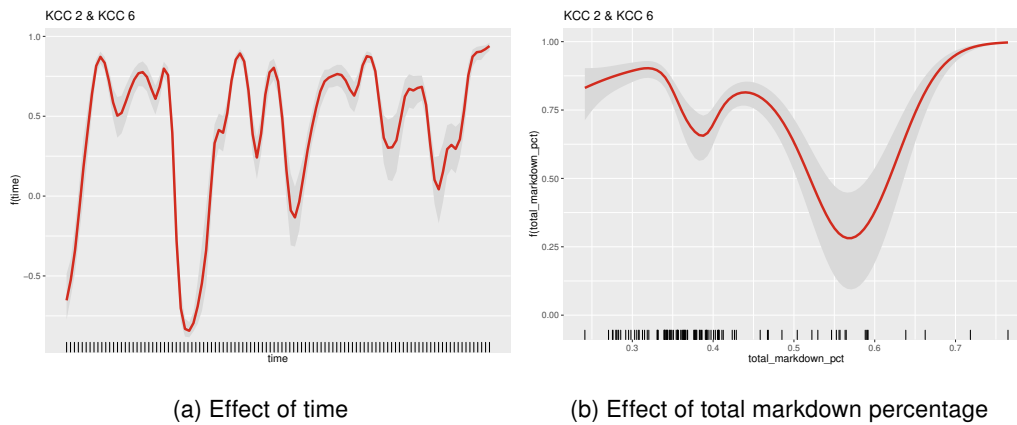 KCC 2 & KCC 6
1.0
0.5
0.0
−0.5
f(time)
time
(a) Effect of time
KCC 2 & KCC 6
1.00
0.75
0.50
0.25
0.00
f(total_markdown_pct)
0.3 0.4 0.5 0.6 0.7
total_markdown_pct
(b) Effect of total markdown percentage